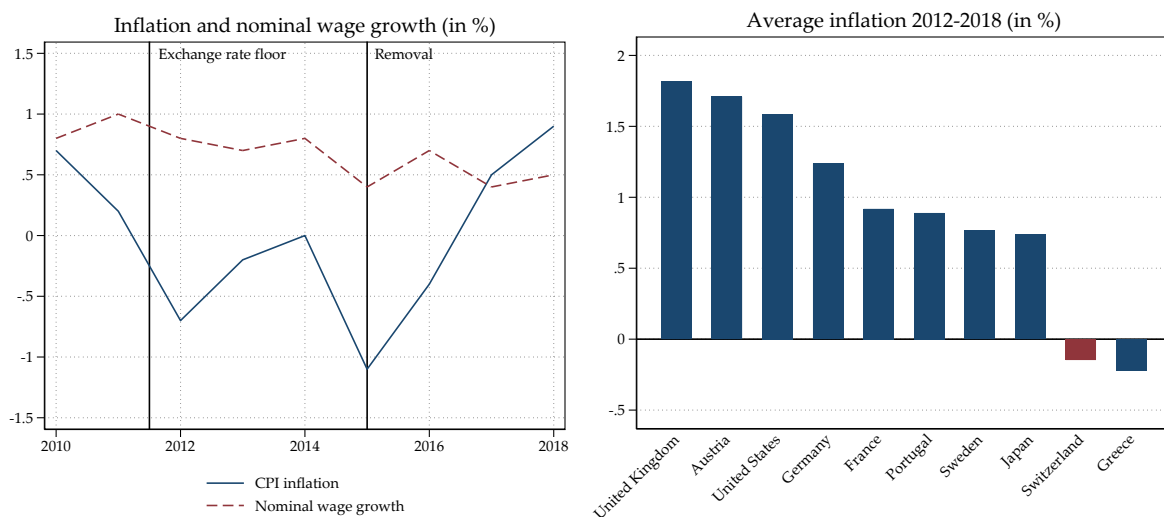 Inflation and nominal wage growth (in %)
1.5
1
.5
0
-.5
-1
-1.5
Exchange rate floor
Removal
2010
2012
2014
2016
2018
CPI inflation
Nominal wage growth
Average inflation 2012-2018 (in %)
2
1.5
1
.5
0
-.5
United Kingdom
Austria
United States
Germany
France
Portugal
Sweden
Japan
Switzerland
Greece